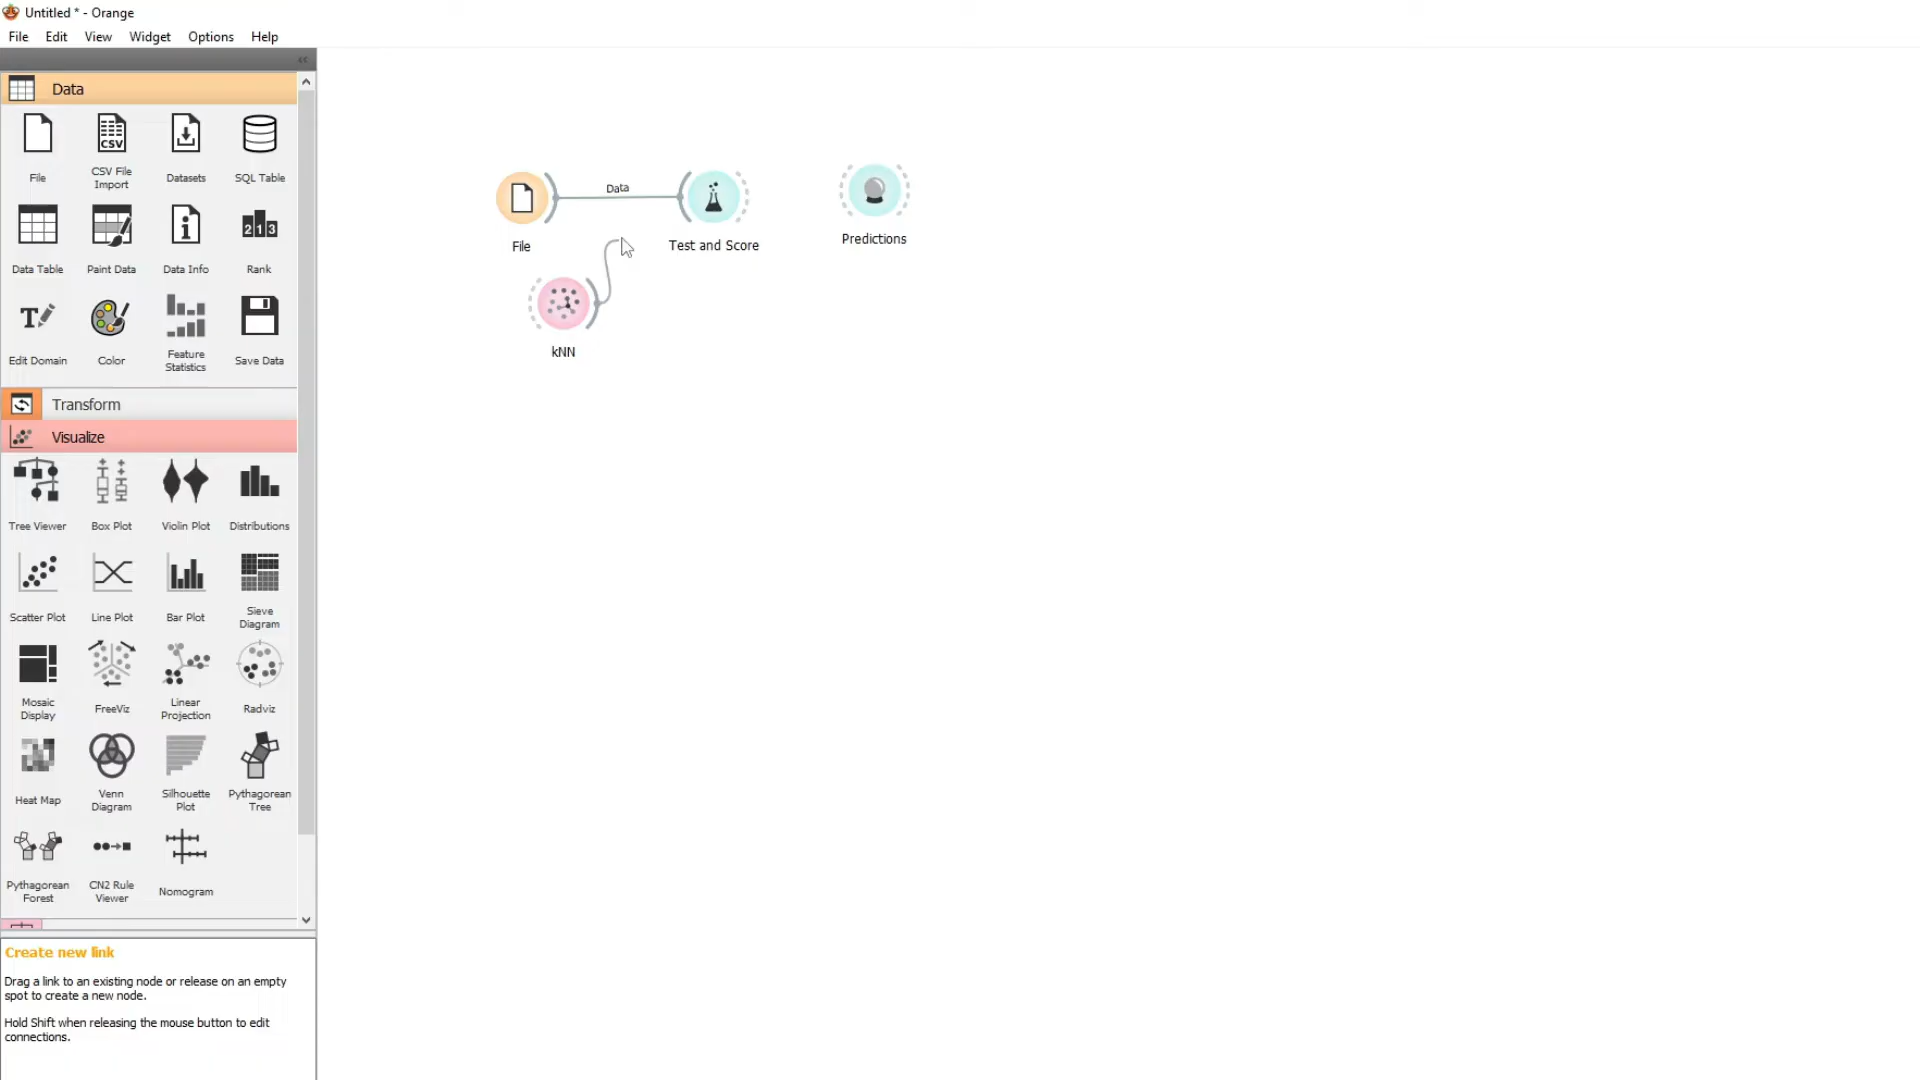 Untitled * - Orange
File Edit View Widget Options Help
«
Data
CSV
File
CSV File
Import
Datasets
SQL Table
213
Data Table
Paint Data
Data Info
Rank
Edit Domain
Color
Feature
Statistics
Save Data
Transform
Visualize
Tree Viewer
Box Plot
Violin Plot
Distributions
Scatter Plot
Line Plot
Bar Plot
Sieve
Diagram
Mosaic
Display
FreeViz
Linear
Projection
Radviz
Heat Map
Venn
Diagram
Silhouette
Plot
Pythagorean
Tree
Pythagorean
Forest
CN2 Rule
Viewer
Nomogram
Create new link
Drag a link to an existing node or release on an empty
spot to create a new node.
Hold Shift when releasing the mouse button to edit
connections.
Data
File
Test and Score
Predictions
kNN